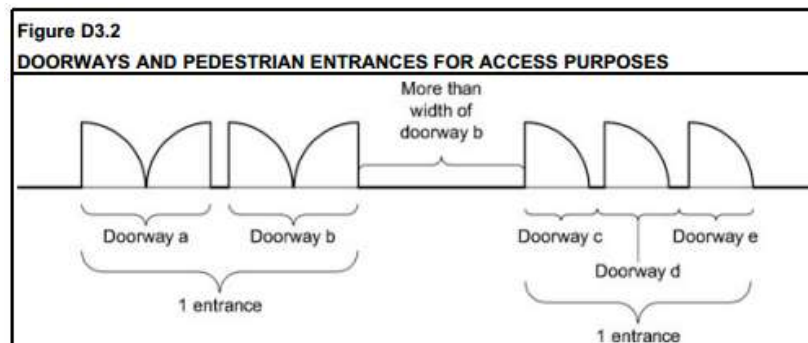 Figure D3.2
DOORWAYS AND PEDESTRIAN ENTRANCES FOR ACCESS PURPOSES
More than
width of
doorway b
Doorway a
Doorway b
Doorway c
Doorway e
Doorway d
1 entrance
1 entrance